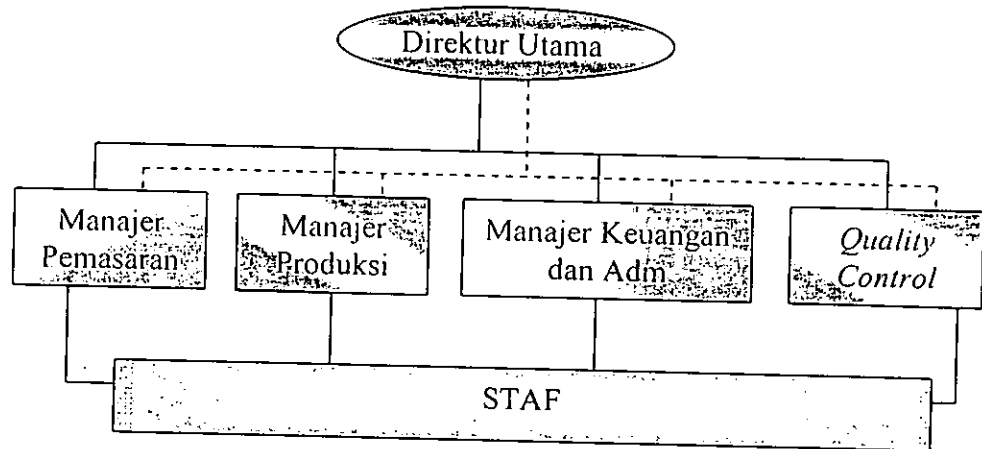 Direktur Utama
Manajer
Pemasaran
Manajer
Produksi
Manajer Keuangan
dan Adm
Quality
Control
STAF